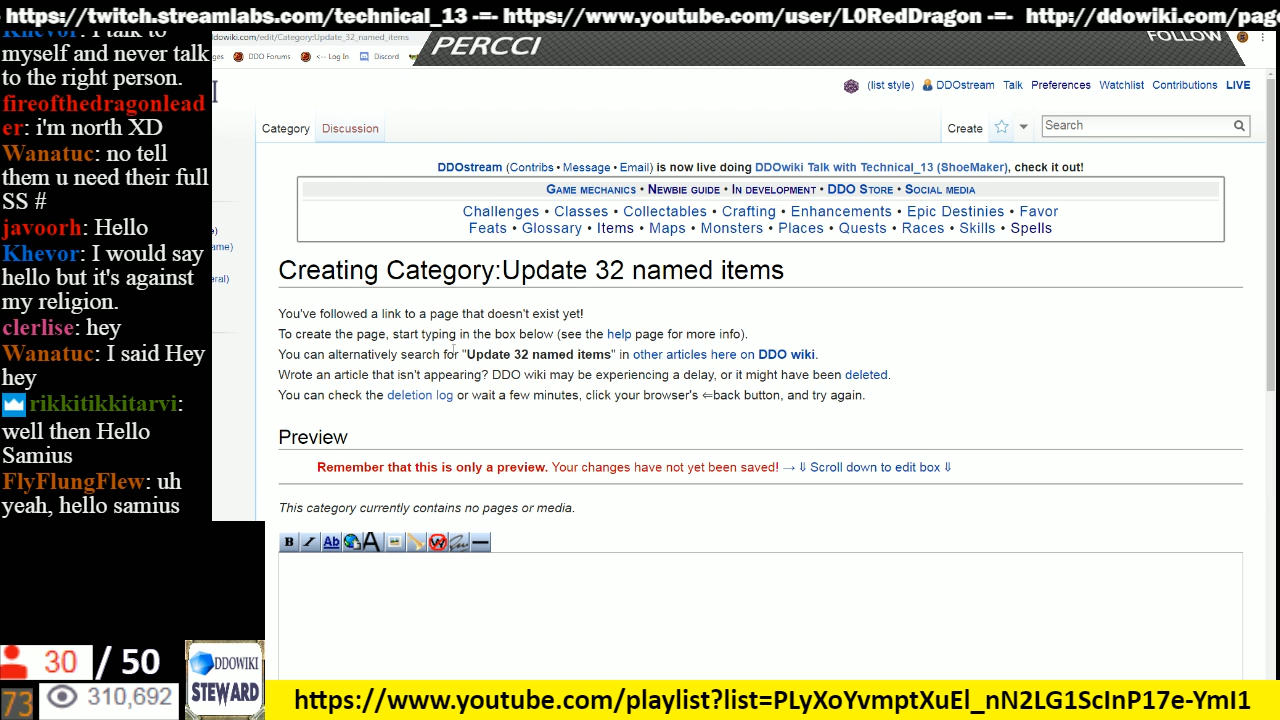 https://twitch.streamlabs.com/technical_13 -=- https://www.youtube.com/user/L0RedDragon -=- http://ddowiki.com/page
Khevor: I talk to
myself and never talk
to the right person.
fireofthedragonlead
er: i'm north XD
Wanatuc: no tell
them u need their full
SS #
javoorh: Hello
Khevor: I would say
hello but it's against
my religion.
clerlise: hey
Wanatuc: I said Hey
hey
rikkitikkitarvi:
well then Hello
Samius
FlyFlungFlew: uh
yeah, hello samius
30 / 50
73 310,692
DDOWIKI
STEWARD
dowiki.com/edit/Category:Update_32_named_items
ges DDO Forums <-- Log In Discord
PERCCI
FOLLOW
(list style) DDOstream Talk Preferences Watchlist Contributions LIVE
Category Discussion Create Search
DDOstream (Contribs • Message • Email) is now live doing DDOwiki Talk with Technical_13 (ShoeMaker), check it out!
Game mechanics • Newbie guide • In development • DDO Store • Social media
Challenges • Classes • Collectables • Crafting • Enhancements • Epic Destinies • Favor
Feats • Glossary • Items • Maps • Monsters • Places • Quests • Races • Skills • Spells
Creating Category:Update 32 named items
You've followed a link to a page that doesn't exist yet!
To create the page, start typing in the box below (see the help page for more info).
You can alternatively search for "Update 32 named items" in other articles here on DDO wiki.
Wrote an article that isn't appearing? DDO wiki may be experiencing a delay, or it might have been deleted.
You can check the deletion log or wait a few minutes, click your browser's ⇐back button, and try again.
Preview
Remember that this is only a preview. Your changes have not yet been saved! → ⇓ Scroll down to edit box ⇓
This category currently contains no pages or media.
B I Ab A W
https://www.youtube.com/playlist?list=PLyXoYvmptXuEl_nN2LG1ScInP17e-YmI1